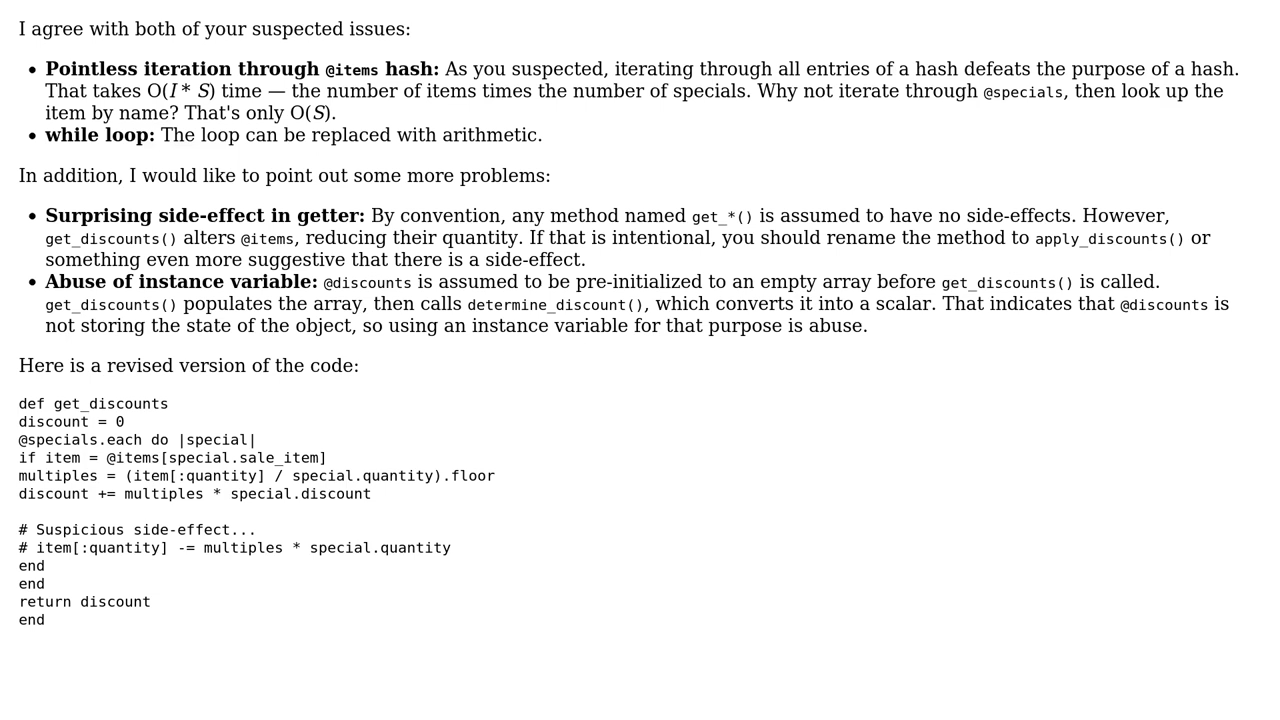 I agree with both of your suspected issues:
• Pointless iteration through @items hash: As you suspected, iterating through all entries of a hash defeats the purpose of a hash.
That takes O(I * S) time — the number of items times the number of specials. Why not iterate through @specials, then look up the
item by name? That's only O(S).
• while loop: The loop can be replaced with arithmetic.
In addition, I would like to point out some more problems:
• Surprising side-effect in getter: By convention, any method named get_*() is assumed to have no side-effects. However,
get_discounts() alters @items, reducing their quantity. If that is intentional, you should rename the method to apply_discounts() or
something even more suggestive that there is a side-effect.
• Abuse of instance variable: @discounts is assumed to be pre-initialized to an empty array before get_discounts() is called.
get_discounts() populates the array, then calls determine_discount(), which converts it into a scalar. That indicates that @discounts is
not storing the state of the object, so using an instance variable for that purpose is abuse.
Here is a revised version of the code:
def get_discounts
discount = 0
@specials.each do |special|
if item = @items[special.sale_item]
multiples = (item[:quantity] / special.quantity).floor
discount += multiples * special.discount
# Suspicious side-effect...
# item[:quantity] -= multiples * special.quantity
end
end
return discount
end